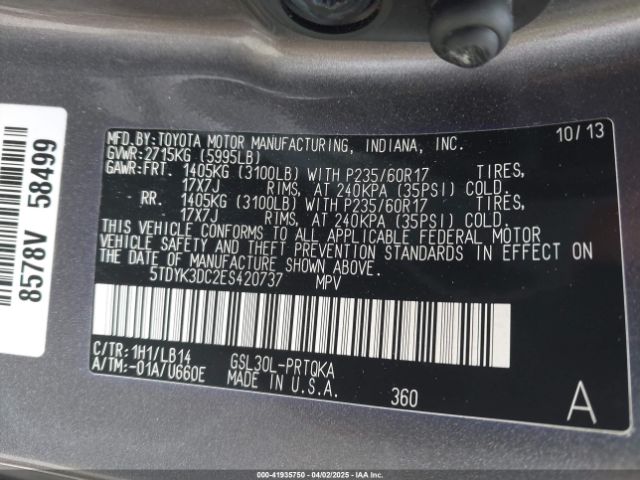 8578V 58499
MFD.BY:TOYOTA MOTOR MANUFACTURING, INDIANA, INC. 10/13
GVWR:2715KG (5995LB)
GAWR:FRT. 1405KG (3100LB) WITH P235/60R17 TIRES,
17X7J RIMS, AT 240KPA (35PSI) COLD.
RR. 1405KG (3100LB) WITH P235/60R17 TIRES,
17X7J RIMS, AT 240KPA (35PSI) COLD.
THIS VEHICLE CONFORMS TO ALL APPLICABLE FEDERAL MOTOR
VEHICLE SAFETY AND THEFT PREVENTION STANDARDS IN EFFECT ON
THE DATE OF MANUFACTURE SHOWN ABOVE.
5TDYK3DC2ES420737 MPV
C/TR:1H1/LB14 GSL30L-PRTQKA
A/TM:-01A/U660E MADE IN U.S.A. 360 A
000-41935750 - 04/02/2025 - IAAI.COM